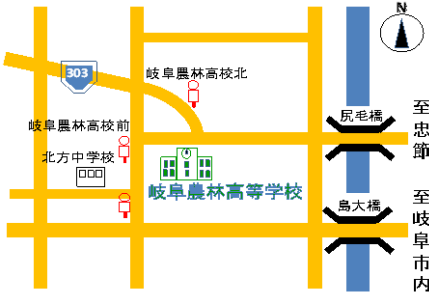 N
303
岐阜農林高校北
尻毛橋
至忠節
岐阜農林高校前
北方中学校
岐阜農林高等学校
島大橋
至岐阜市内